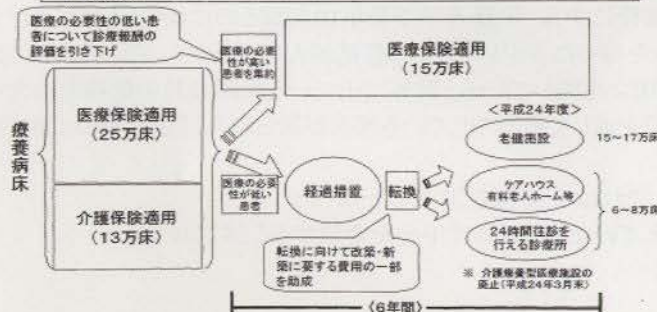 医療の必要性の低い患
者について診療報酬の
評価を引き下げ
医療の必要
性が高い
患者を集約
医療保険適用
(15万床)
療養病床
医療保険適用
(25万床)
介護保険適用
(13万床)
医療の必要
性が低い
患者
経過措置
転換
<平成24年度>
老健施設
15~17万床
ケアハウス
有料老人ホーム等
6~8万床
24時間往診を
行える診療所
転換に向けて改築・新
築に要する費用の一部
を助成
※ 介護療養型医療施設の
廃止(平成24年3月末)
〈6年間〉